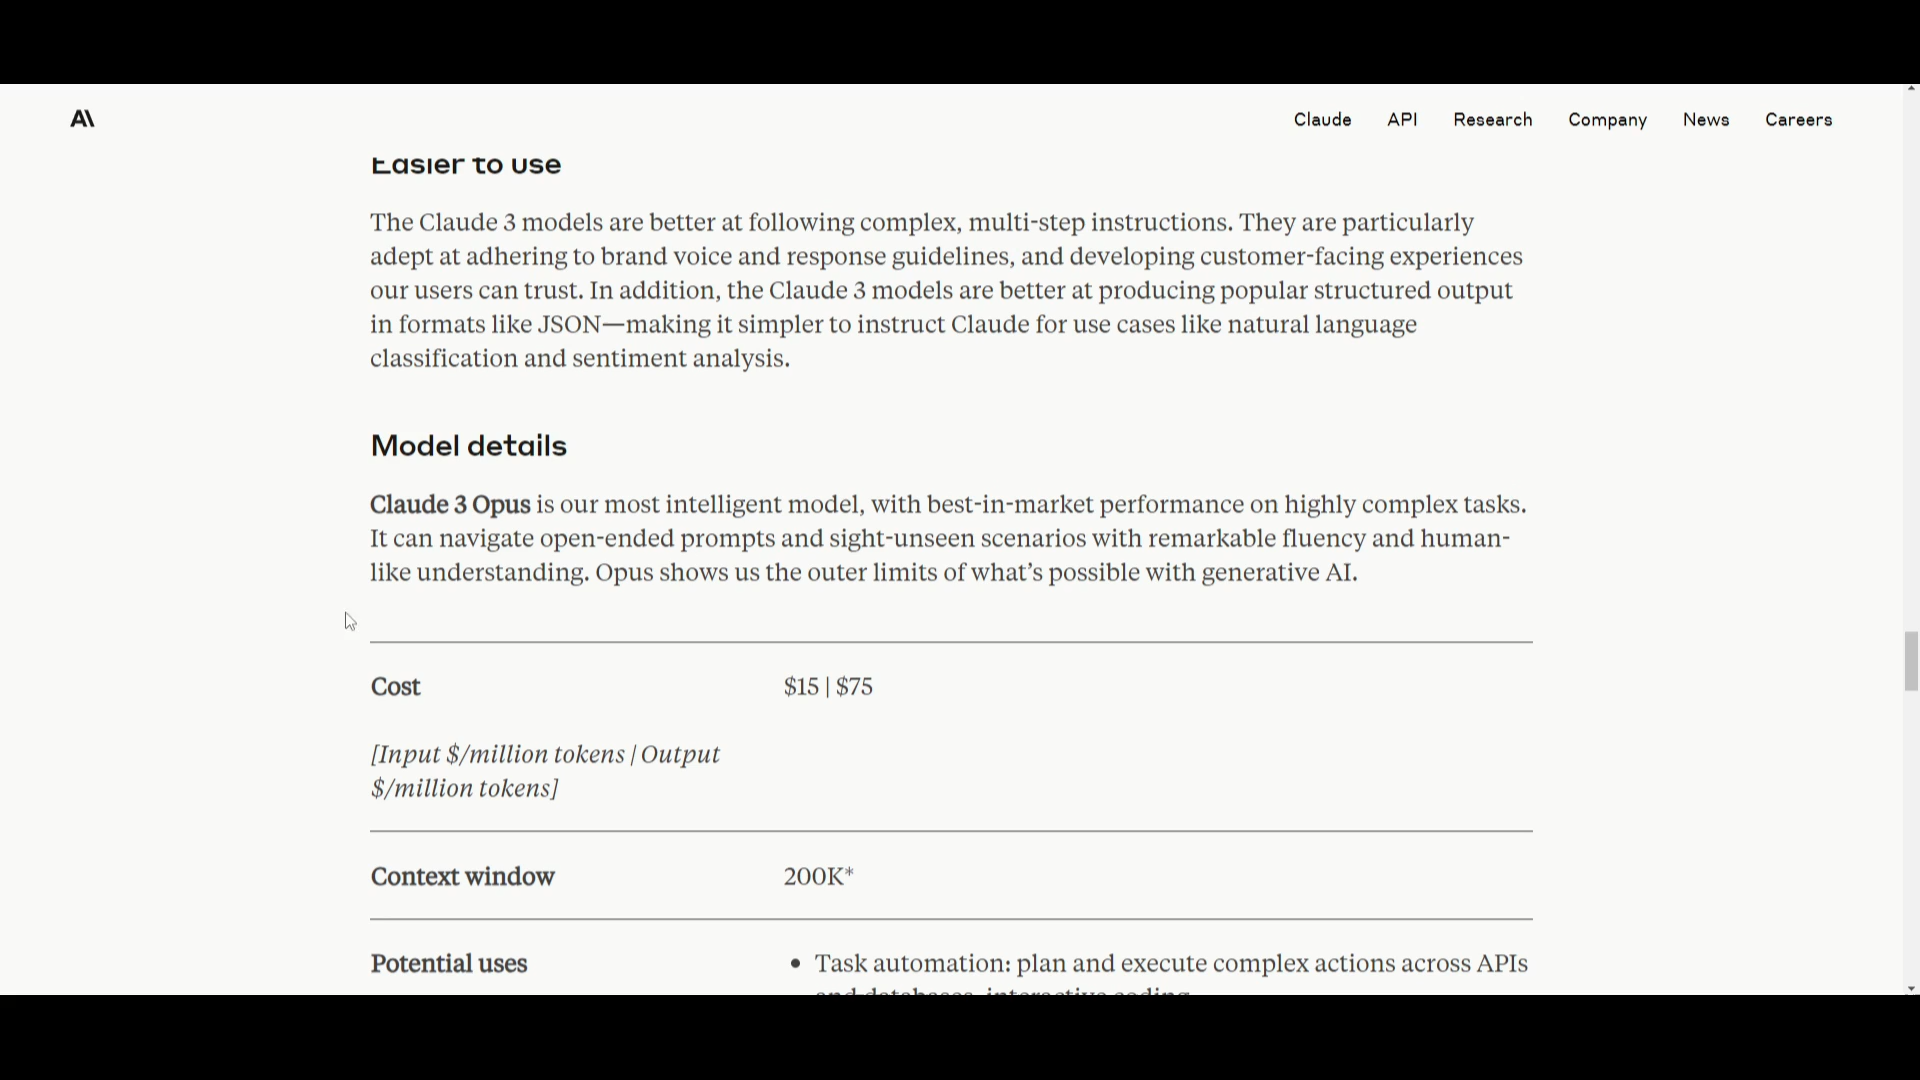 Claude API Research Company News Careers
Easier to use
The Claude 3 models are better at following complex, multi-step instructions. They are particularly
adept at adhering to brand voice and response guidelines, and developing customer-facing experiences
our users can trust. In addition, the Claude 3 models are better at producing popular structured output
in formats like JSON—making it simpler to instruct Claude for use cases like natural language
classification and sentiment analysis.
Model details
Claude 3 Opus is our most intelligent model, with best-in-market performance on highly complex tasks.
It can navigate open-ended prompts and sight-unseen scenarios with remarkable fluency and human-
like understanding. Opus shows us the outer limits of what’s possible with generative AI.
Cost $15 | $75
[Input $/million tokens | Output
$/million tokens]
Context window 200K*
Potential uses • Task automation: plan and execute complex actions across APIs
and databases, interactive coding